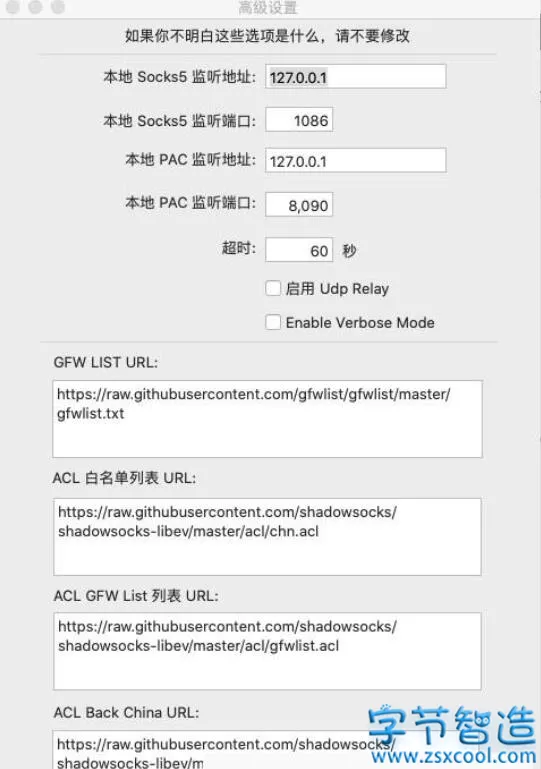 高级设置
如果你不明白这些选项是什么，请不要修改
本地 Socks5 监听地址: 127.0.0.1
本地 Socks5 监听端口: 1086
本地 PAC 监听地址: 127.0.0.1
本地 PAC 监听端口: 8,090
超时: 60 秒
启用 Udp Relay
Enable Verbose Mode
GFW LIST URL:
https://raw.githubusercontent.com/gfwlist/gfwlist/master/
gfwlist.txt
ACL 白名单列表 URL:
https://raw.githubusercontent.com/shadowsocks/
shadowsocks-libev/master/acl/chn.acl
ACL GFW List 列表 URL:
https://raw.githubusercontent.com/shadowsocks/
shadowsocks-libev/master/acl/gfwlist.acl
ACL Back China URL:
https://raw.githubusercontent.com/shadowsocks/
shadowsocks-libev/m
字节智造
www.zsxcool.com